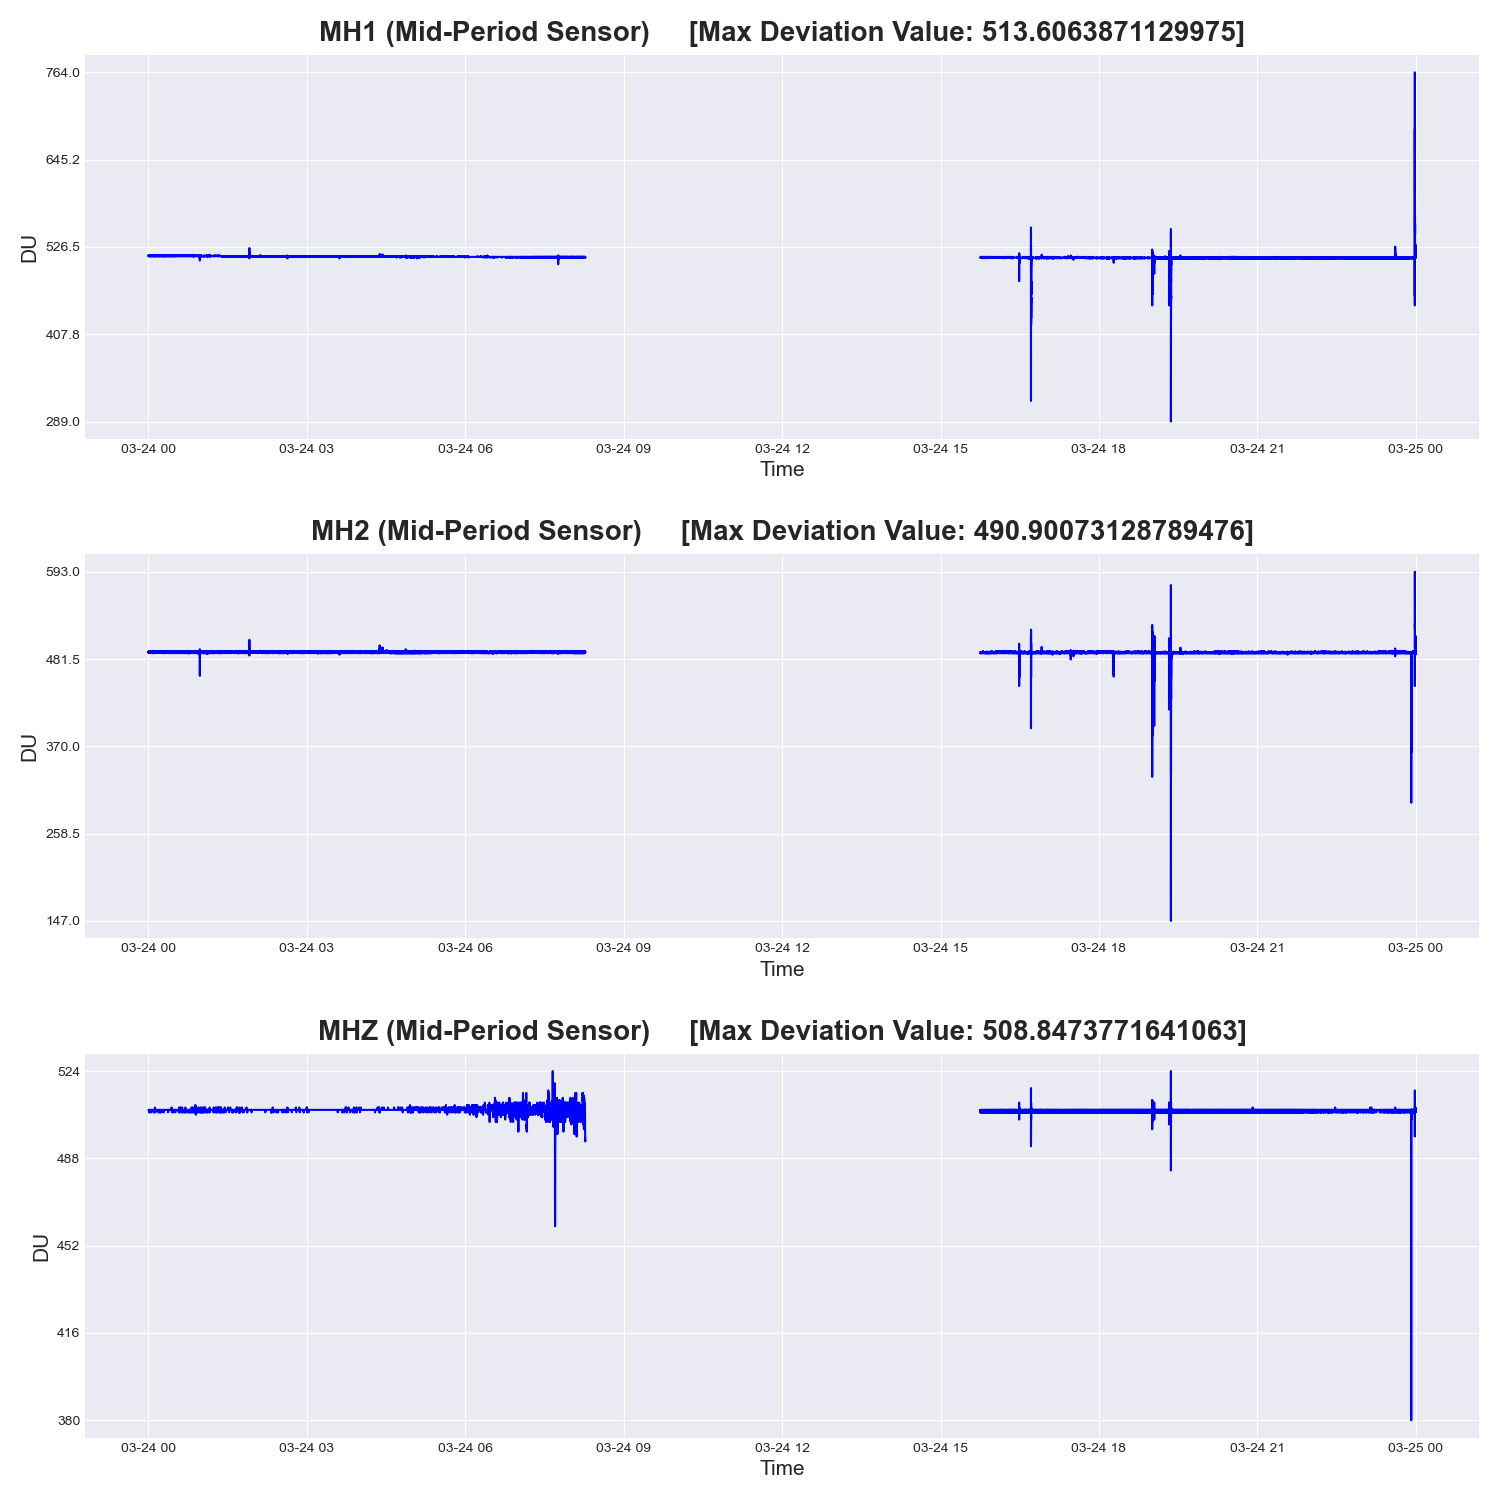 MH1 (Mid-Period Sensor) [Max Deviation Value: 513.6063871129975]
764.0
645.2
526.5
407.8
289.0
DU
03-24 00 03-24 03 03-24 06 03-24 09 03-24 12 03-24 15 03-24 18 03-24 21 03-25 00
Time
MH2 (Mid-Period Sensor) [Max Deviation Value: 490.90073128789476]
593.0
481.5
370.0
258.5
147.0
DU
03-24 00 03-24 03 03-24 06 03-24 09 03-24 12 03-24 15 03-24 18 03-24 21 03-25 00
Time
MHZ (Mid-Period Sensor) [Max Deviation Value: 508.8473771641063]
524
488
452
416
380
DU
03-24 00 03-24 03 03-24 06 03-24 09 03-24 12 03-24 15 03-24 18 03-24 21 03-25 00
Time